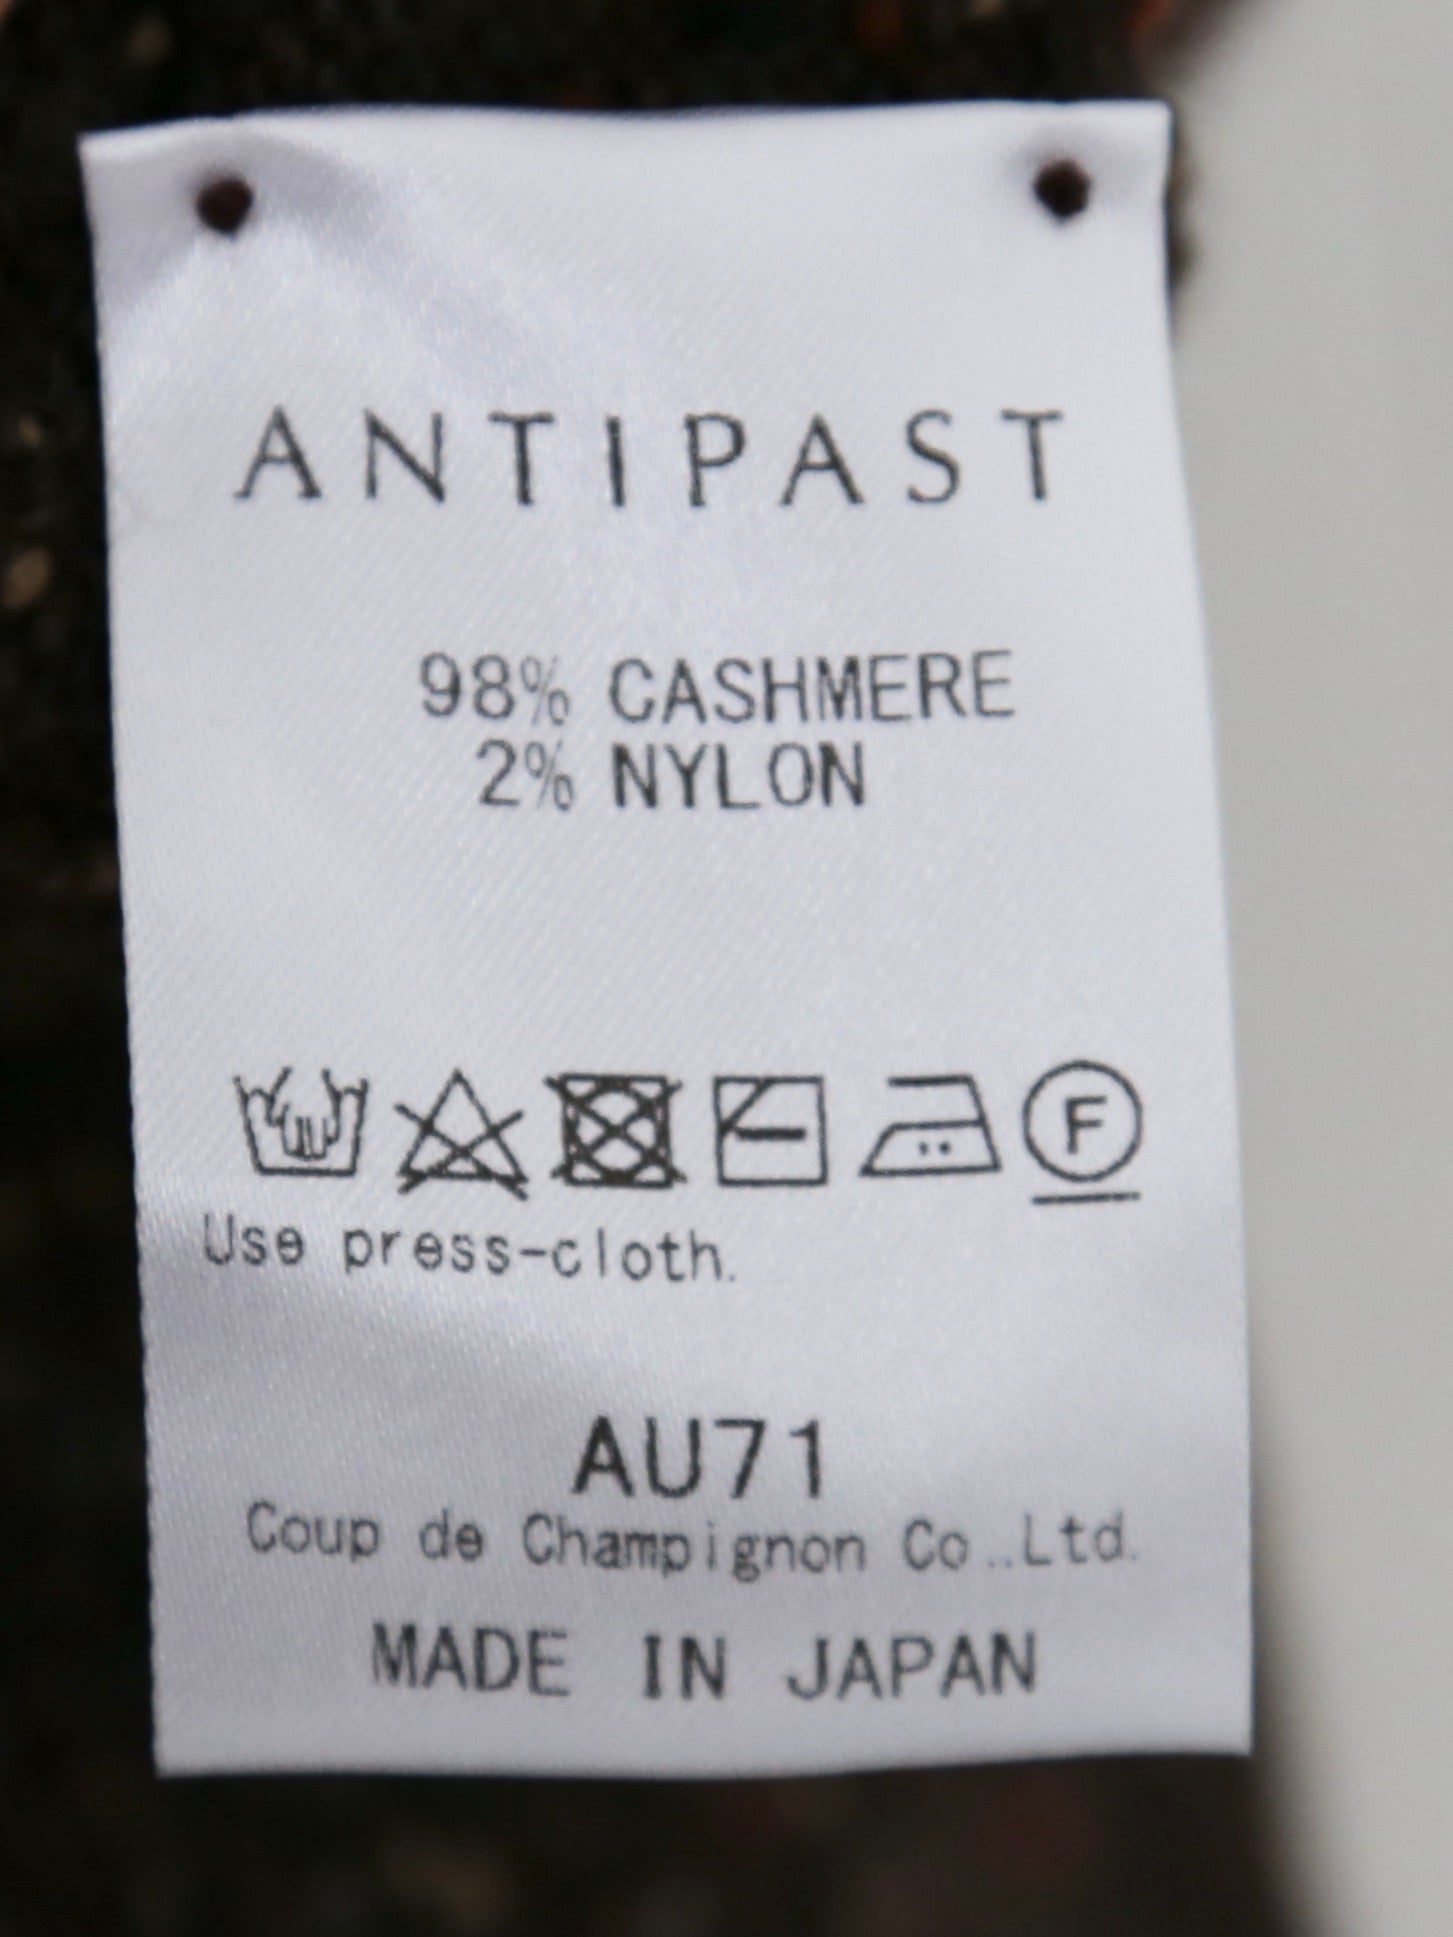 ANTIPAST
98% CASHMERE
2% NYLON
F
Use press-cloth.
AU71
Coup de Champignon Co..Ltd.
MADE IN JAPAN